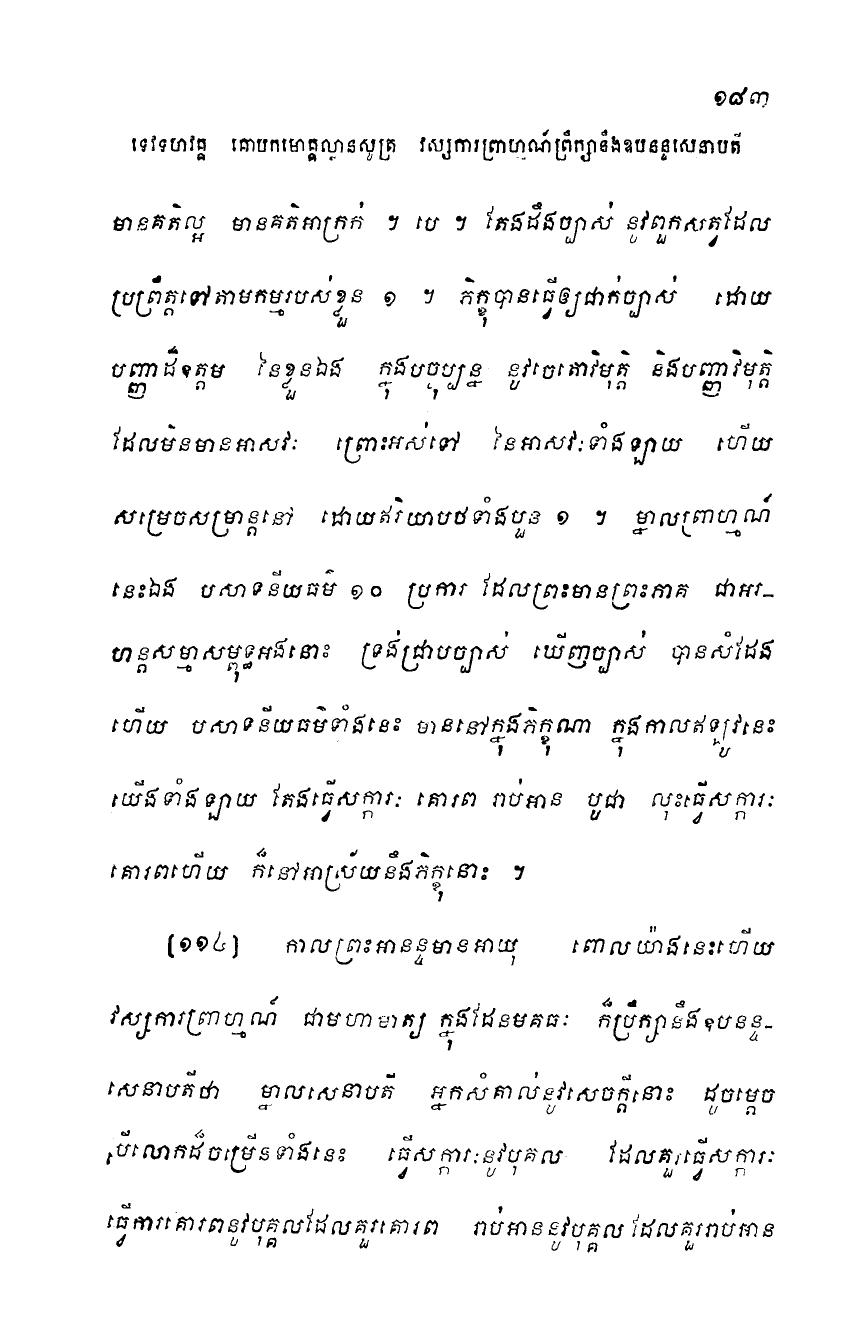 ១៨៣
ទេវទហវគ្គ គោបកមោគ្គល្លានសូត្រ វស្សការព្រាហ្មណ៍ព្រឹក្សានឹងឧបនន្ទសេនាបតី
មានគតិល្អ មានគតិអាក្រក់ ។ បេ ។ តែងដឹងច្បាស់ នូវពួកសត្វដែល
ប្រព្រឹត្តទៅតាមកម្មរបស់ខ្លួន ១ ។ ភិក្ខុបានធ្វើឲ្យជាក់ច្បាស់ ដោយ
បញ្ញាដ៏ឧត្តម នៃខ្លួនឯង ក្នុងបច្ចុប្បន្ន នូវចេតោវិមុត្តិ និងបញ្ញាវិមុត្តិ
ដែលមិនមានអាសវៈ ព្រោះអស់ទៅ នៃអាសវៈទាំងឡាយ ហើយ
សម្រេចសម្រាន្តនៅ ដោយឥរិយាបថទាំងបួន ១ ។ ម្នាលព្រាហ្មណ៍
នេះឯង បសាទនីយធម៌ ១០ ប្រការ ដែលព្រះមានព្រះភាគ ជាអរ-
ហន្តសម្មាសម្ពុទ្ធអង់នោះ ទ្រង់ជ្រាបច្បាស់ ឃើញច្បាស់ បានសំដែង
ហើយ បសាទនីយធម៌ទាំងនេះ មាននៅក្នុងភិក្ខុណា ក្នុងកាលឥឡូវនេះ
យើងទាំងឡាយ តែងធ្វើសក្ការៈ គោរព រាប់អាន បូជា លុះធ្វើសក្ការៈ
គោរពហើយ ក៏នៅអាស្រ័យនឹងភិក្ខុនោះ ។
[១១៤] កាលព្រះអានន្ទមានអាយុ ពោលយ៉ាងនេះហើយ
វស្សការព្រាហ្មណ៍ ជាមហាមាត្យ ក្នុងដែនមគធៈ ក៏ប្រឹក្សានឹងឧបនន្ទ-
សេនាបតីថា ម្នាលសេនាបតី អ្នកសំគាល់នូវសេចក្តីនោះ ដូចម្តេច
បើលោកដ៏ចម្រើនទាំងនេះ ធ្វើសក្ការៈនូវបុគ្គល ដែលគួរធ្វើសក្ការៈ
ធ្វើការគោរពនូវបុគ្គលដែលគួរគោរព រាប់អាននូវបុគ្គល ដែលគួររាប់អាន